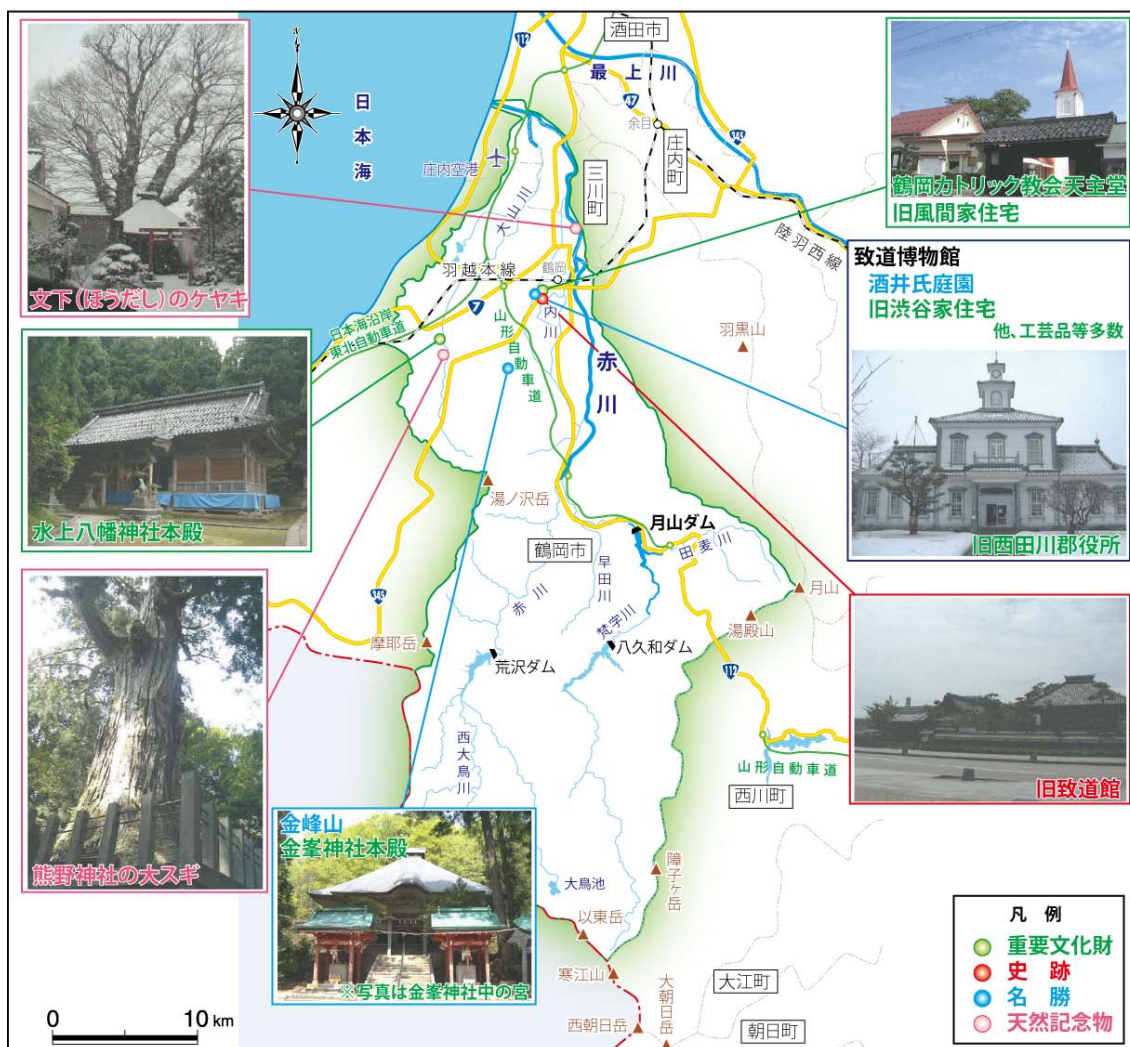 文下(ほうだし)のケヤキ
水上八幡神社本殿
熊野神社の大スギ
金峰山
金峯神社本殿
※写真は金峯神社中の宮
鶴岡カトリック教会天主堂
旧風間家住宅
致道博物館
酒井氏庭園
旧渋谷家住宅
他、工芸品等多数
旧西田川郡役所
旧致道館
日本海
112
酒田市
最上川
47
余目
345
庄内町
庄内空港
三川町
大山川
陸羽西線
羽越本線
鶴岡
7
内川
日本海沿岸
東北自動車道
山形自動車道
赤川
羽黒山
湯ノ沢岳
月山ダム
鶴岡市
田麦川
早田川
赤川
梵字川
月山
湯殿山
345
摩耶岳
荒沢ダム
八久和ダム
112
西大鳥川
山形自動車道
西川町
障子ヶ岳
大鳥池
以東岳
寒江山
大朝日岳
西朝日岳
大江町
朝日町
0 10 km
凡 例
重要文化財
史 跡
名 勝
天然記念物